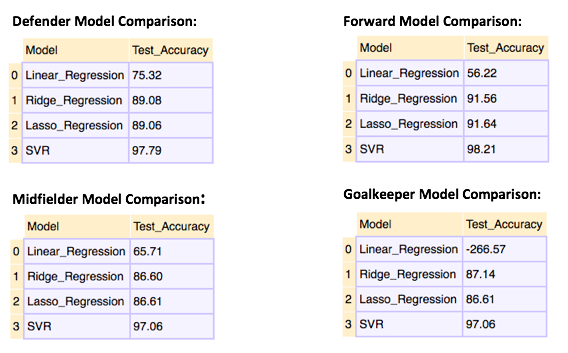 Defender Model Comparison:
Model Test_Accuracy
0 Linear_Regression 75.32
1 Ridge_Regression 89.08
2 Lasso_Regression 89.06
3 SVR 97.79
Forward Model Comparison:
Model Test_Accuracy
0 Linear_Regression 56.22
1 Ridge_Regression 91.56
2 Lasso_Regression 91.64
3 SVR 98.21
Midfielder Model Comparison:
Model Test_Accuracy
0 Linear_Regression 65.71
1 Ridge_Regression 86.60
2 Lasso_Regression 86.61
3 SVR 97.06
Goalkeeper Model Comparison:
Model Test_Accuracy
0 Linear_Regression -266.57
1 Ridge_Regression 87.14
2 Lasso_Regression 86.61
3 SVR 97.06